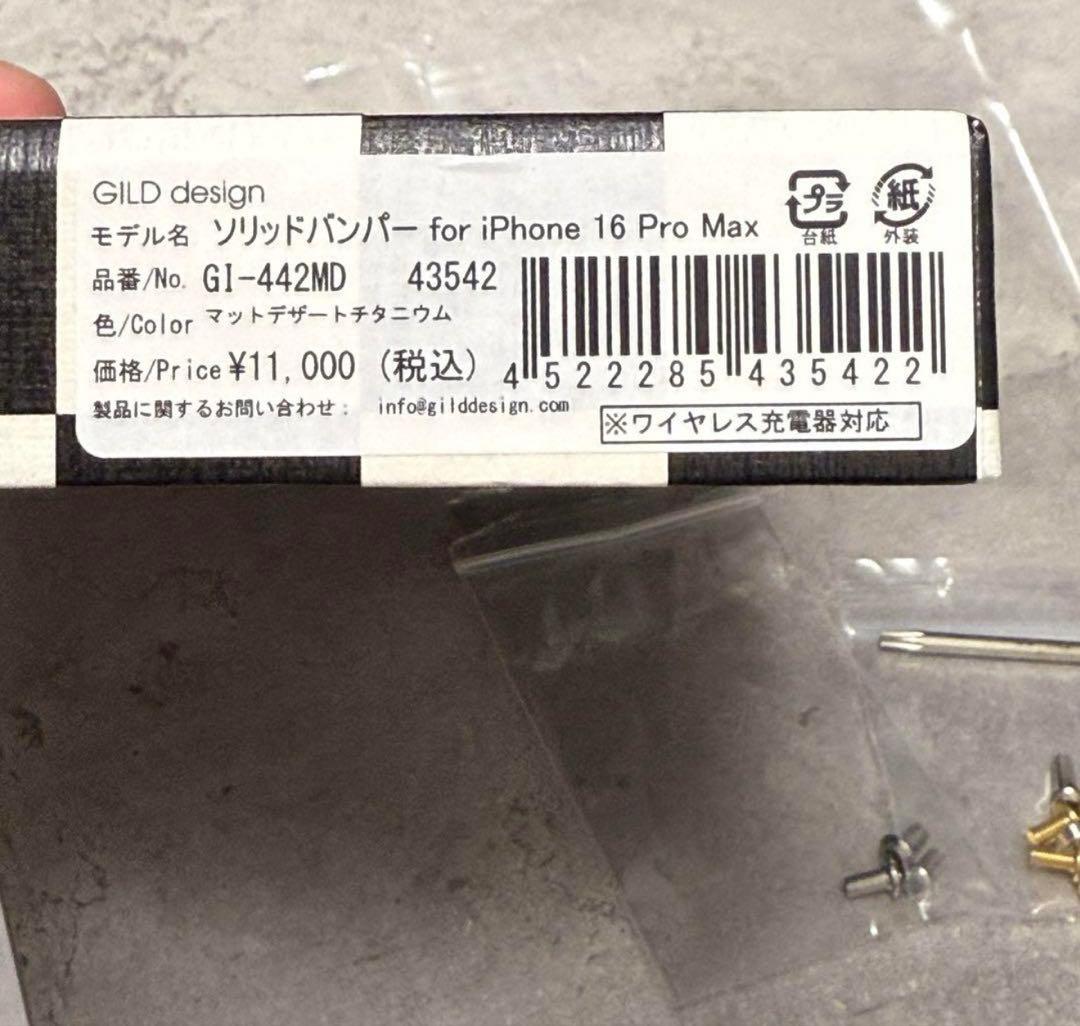 GILD design
モデル名 ソリッドバンパー for iPhone 16 Pro Max
プラ
台紙
紙
外装
品番/No. GI-442MD 43542
色/Color マットデザートチタニウム
価格/Price ¥11,000 (税込)
4 522285 435422
製品に関するお問い合わせ: info@gilddesign.com
※ワイヤレス充電器対応